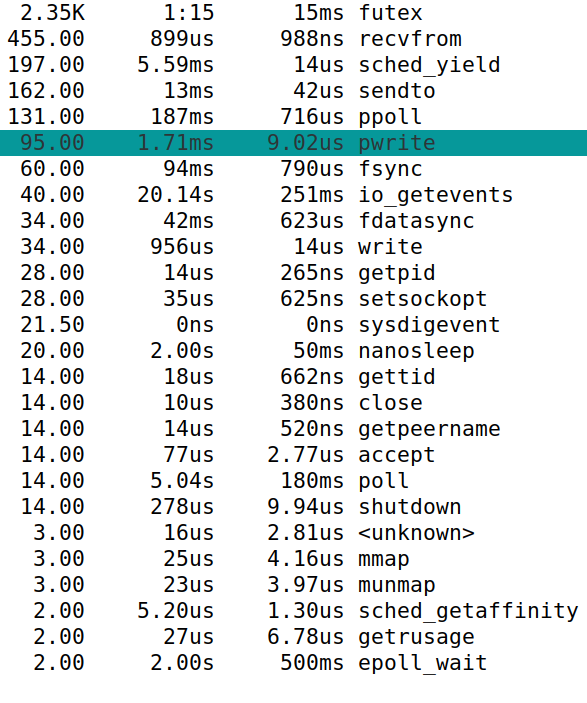 2.35K 1:15 15ms futex
455.00 899us 988ns recvfrom
197.00 5.59ms 14us sched_yield
162.00 13ms 42us sendto
131.00 187ms 716us ppoll
95.00 1.71ms 9.02us pwrite
60.00 94ms 790us fsync
40.00 20.14s 251ms io_getevents
34.00 42ms 623us fdatasync
34.00 956us 14us write
28.00 14us 265ns getpid
28.00 35us 625ns setsockopt
21.50 0ns 0ns sysdigevent
20.00 2.00s 50ms nanosleep
14.00 18us 662ns gettid
14.00 10us 380ns close
14.00 14us 520ns getpeername
14.00 77us 2.77us accept
14.00 5.04s 180ms poll
14.00 278us 9.94us shutdown
3.00 16us 2.81us <unknown>
3.00 25us 4.16us mmap
3.00 23us 3.97us munmap
2.00 5.20us 1.30us sched_getaffinity
2.00 27us 6.78us getrusage
2.00 2.00s 500ms epoll_wait